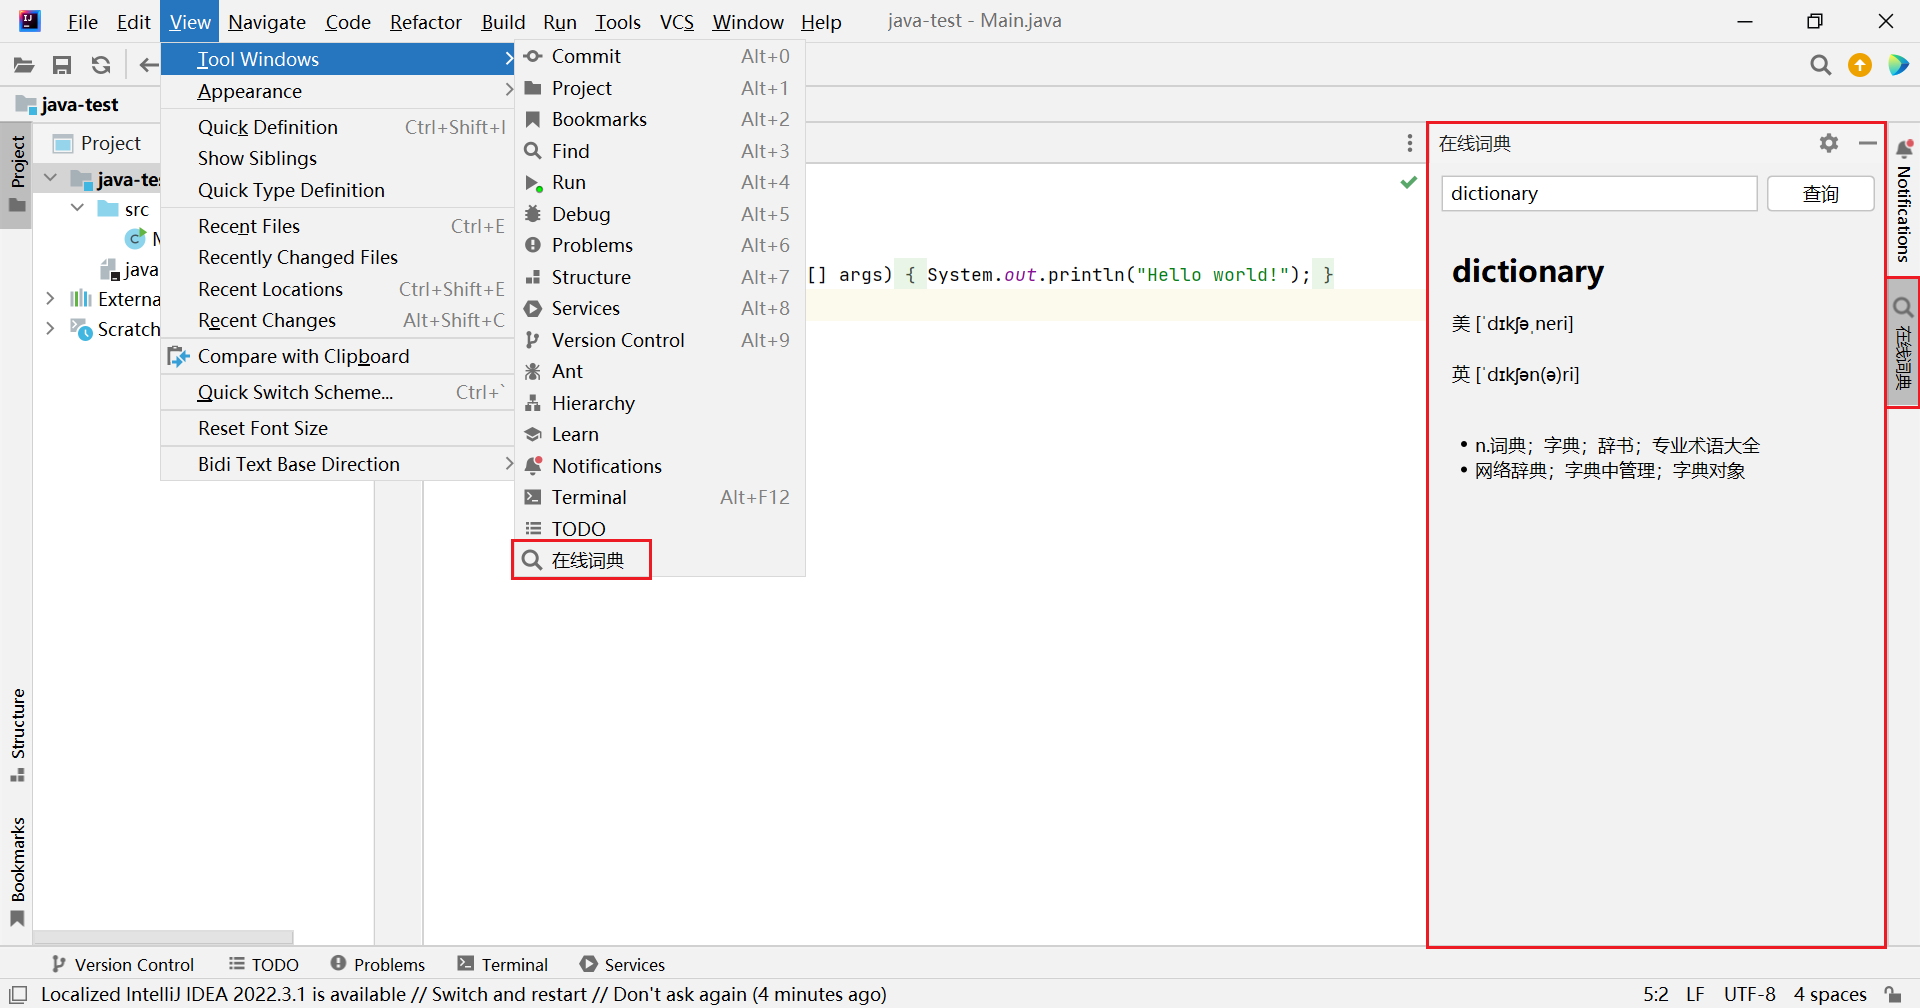 File Edit View Navigate Code Refactor Build Run Tools VCS Window Help java-test - Main.java
java-test
Project
Project
java-tes
src
M
java
Externa
Scratch
Structure
Bookmarks
Tool Windows
Appearance
Quick Definition Ctrl+Shift+I
Show Siblings
Quick Type Definition
Recent Files Ctrl+E
Recently Changed Files
Recent Locations Ctrl+Shift+E
Recent Changes Alt+Shift+C
Compare with Clipboard
Quick Switch Scheme... Ctrl+`
Reset Font Size
Bidi Text Base Direction
Commit Alt+0
Project Alt+1
Bookmarks Alt+2
Find Alt+3
Run Alt+4
Debug Alt+5
Problems Alt+6
Structure Alt+7
Services Alt+8
Version Control Alt+9
Ant
Hierarchy
Learn
Notifications
Terminal Alt+F12
TODO
在线词典
[] args) { System.out.println("Hello world!"); }
在线词典
dictionary 查询
dictionary
美 [ˈdɪkʃəˌneri]
英 [ˈdɪkʃən(ə)ri]
• n.词典；字典；辞书；专业术语大全
• 网络辞典；字典中管理；字典对象
Notifications
在线词典
Version Control TODO Problems Terminal Services
Localized IntelliJ IDEA 2022.3.1 is available // Switch and restart // Don't ask again (4 minutes ago) 5:2 LF UTF-8 4 spaces